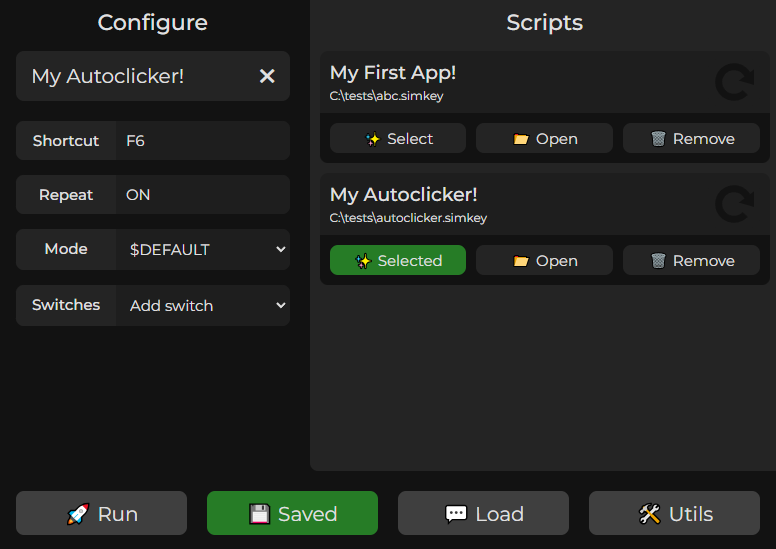 Configure
My Autoclicker!
Shortcut F6
Repeat ON
Mode $DEFAULT
Switches Add switch
Scripts
My First App!
C:\tests\abc.simkey
Select Open Remove
My Autoclicker!
C:\tests\autoclicker.simkey
Selected Open Remove
Run Saved Load Utils